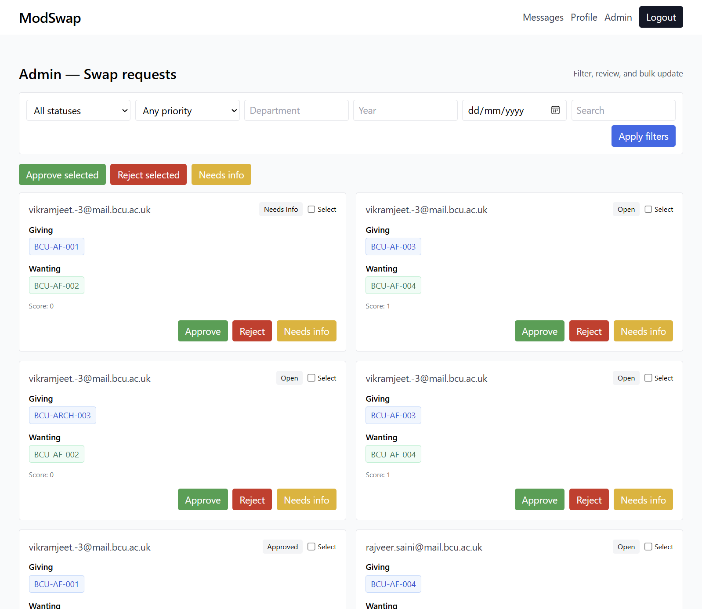 ModSwap
Messages Profile Admin Logout
Admin — Swap requests
Filter, review, and bulk update
All statuses Any priority Department Year dd/mm/yyyy Search
Apply filters
Approve selected Reject selected Needs info
vikramjeet.-3@mail.bcu.ac.uk Needs Info Select
Giving
BCU-AF-001
Wanting
BCU-AF-002
Score: 0
Approve Reject Needs info
vikramjeet.-3@mail.bcu.ac.uk Open Select
Giving
BCU-AF-003
Wanting
BCU-AF-004
Score: 1
Approve Reject Needs info
vikramjeet.-3@mail.bcu.ac.uk Open Select
Giving
BCU-ARCH-003
Wanting
BCU-AF-002
Score: 0
Approve Reject Needs info
vikramjeet.-3@mail.bcu.ac.uk Open Select
Giving
BCU-AF-003
Wanting
BCU-AF-004
Score: 1
Approve Reject Needs info
vikramjeet.-3@mail.bcu.ac.uk Approved Select
Giving
BCU-AF-001
Wanting
rajveer.saini@mail.bcu.ac.uk Open Select
Giving
BCU-AF-004
Wanting